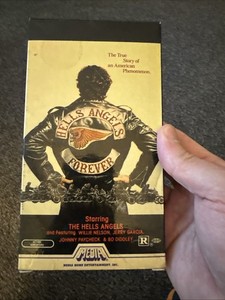 The True
Story of
an American
Phenomenon.
HELLS ANGELS
FOREVER
Starring
THE HELLS ANGELS
and Featuring WILLIE NELSON, JERRY GARCIA,
JOHNNY PAYCHECK & BO DIDDLEY
R
MEDIA
MEDIA HOME ENTERTAINMENT, INC.